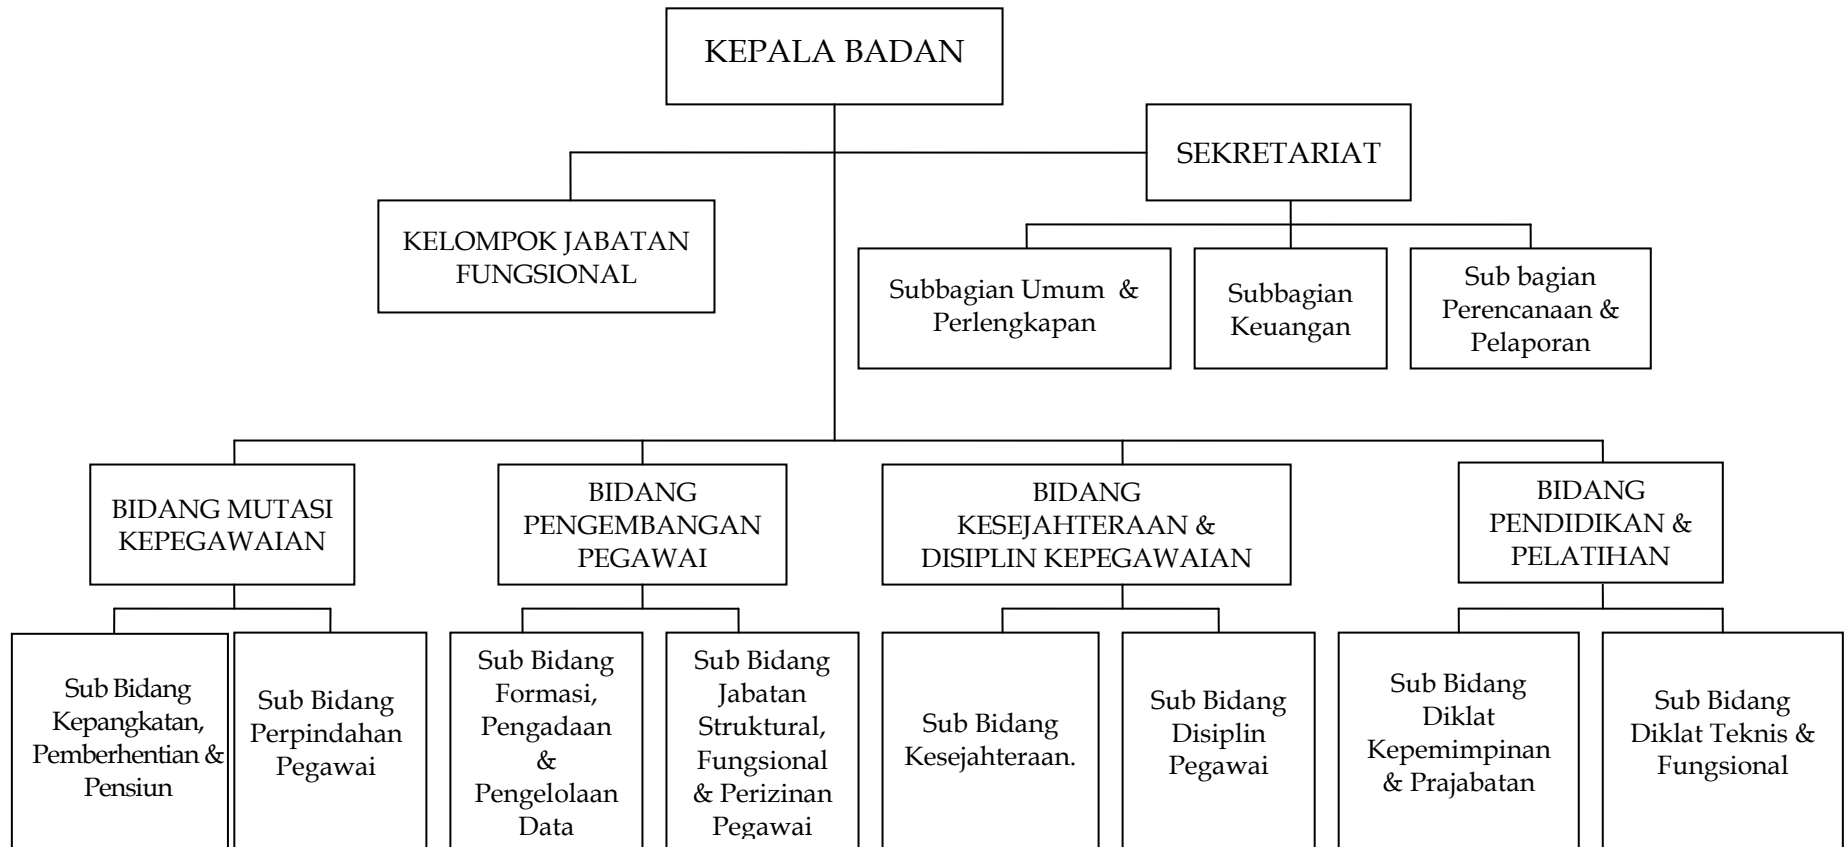 KEPALA BADAN
SEKRETARIAT
KELOMPOK JABATAN
FUNGSIONAL
Subbagian Umum &
Perlengkapan
Subbagian
Keuangan
Sub bagian
Perencanaan &
Pelaporan
BIDANG MUTASI
KEPEGAWAIAN
BIDANG
PENGEMBANGAN
PEGAWAI
BIDANG
KESEJAHTERAAN &
DISIPLIN KEPEGAWAIAN
BIDANG
PENDIDIKAN &
PELATIHAN
Sub Bidang
Kepangkatan,
Pemberhentian &
Pensiun
Sub Bidang
Perpindahan
Pegawai
Sub Bidang
Formasi,
Pengadaan
&
Pengelolaan
Data
Sub Bidang
Jabatan
Struktural,
Fungsional
& Perizinan
Pegawai
Sub Bidang
Kesejahteraan.
Sub Bidang
Disiplin
Pegawai
Sub Bidang
Diklat
Kepemimpinan
& Prajabatan
Sub Bidang
Diklat Teknis &
Fungsional